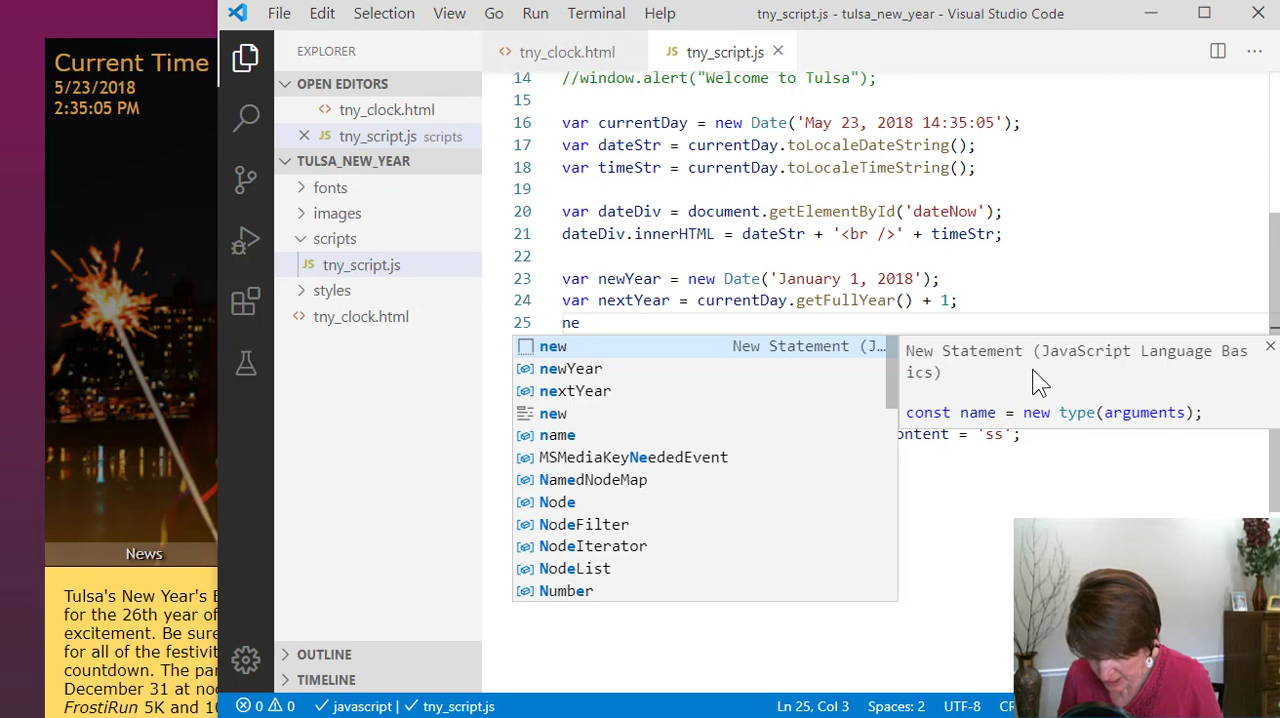 File Edit Selection View Go Run Terminal Help tny_script.js - tulsa_new_year - Visual Studio Code
Current Time
5/23/2018
2:35:05 PM
News
Tulsa's New Year's
for the 26th year of
excitement. Be sure
for all of the festivi
countdown. The par
December 31 at noo
FrostiRun 5K and 10
EXPLORER
OPEN EDITORS
tny_clock.html
tny_script.js scripts
TULSA_NEW_YEAR
fonts
images
scripts
JS tny_script.js
styles
tny_clock.html
OUTLINE
TIMELINE
tny_clock.html JS tny_script.js
14 //window.alert("Welcome to Tulsa");
15
16 var currentDay = new Date('May 23, 2018 14:35:05');
17 var dateStr = currentDay.toLocaleDateString();
18 var timeStr = currentDay.toLocaleTimeString();
19
20 var dateDiv = document.getElementById('dateNow');
21 dateDiv.innerHTML = dateStr + '<br />' + timeStr;
22
23 var newYear = new Date('January 1, 2018');
24 var nextYear = currentDay.getFullYear() + 1;
25 ne
new New Statement (J...
newYear
nextYear
new
name
MSMediaKeyNeededEvent
NamedNodeMap
Node
NodeFilter
NodeIterator
NodeList
Number
New Statement (JavaScript Language Bas
ics)
const name = new type(arguments);
ontent = 'ss';
0 0 javascript tny_script.js Ln 25, Col 3 Spaces: 2 UTF-8 CR